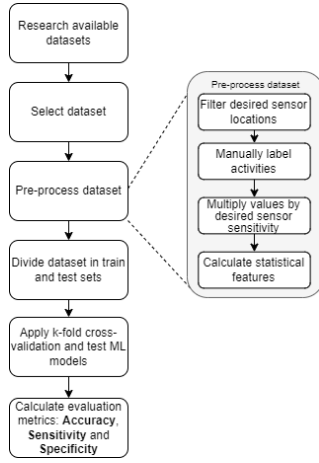 Research available
datasets
Select dataset
Pre-process dataset
Divide dataset in train
and test sets
Apply k-fold cross-
validation and test ML
models
Calculate evaluation
metrics: Accuracy,
Sensitivity and
Specificity
Pre-process dataset
Filter desired sensor
locations
Manually label
activities
Multiply values by
desired sensor
sensitivity
Calculate statistical
features